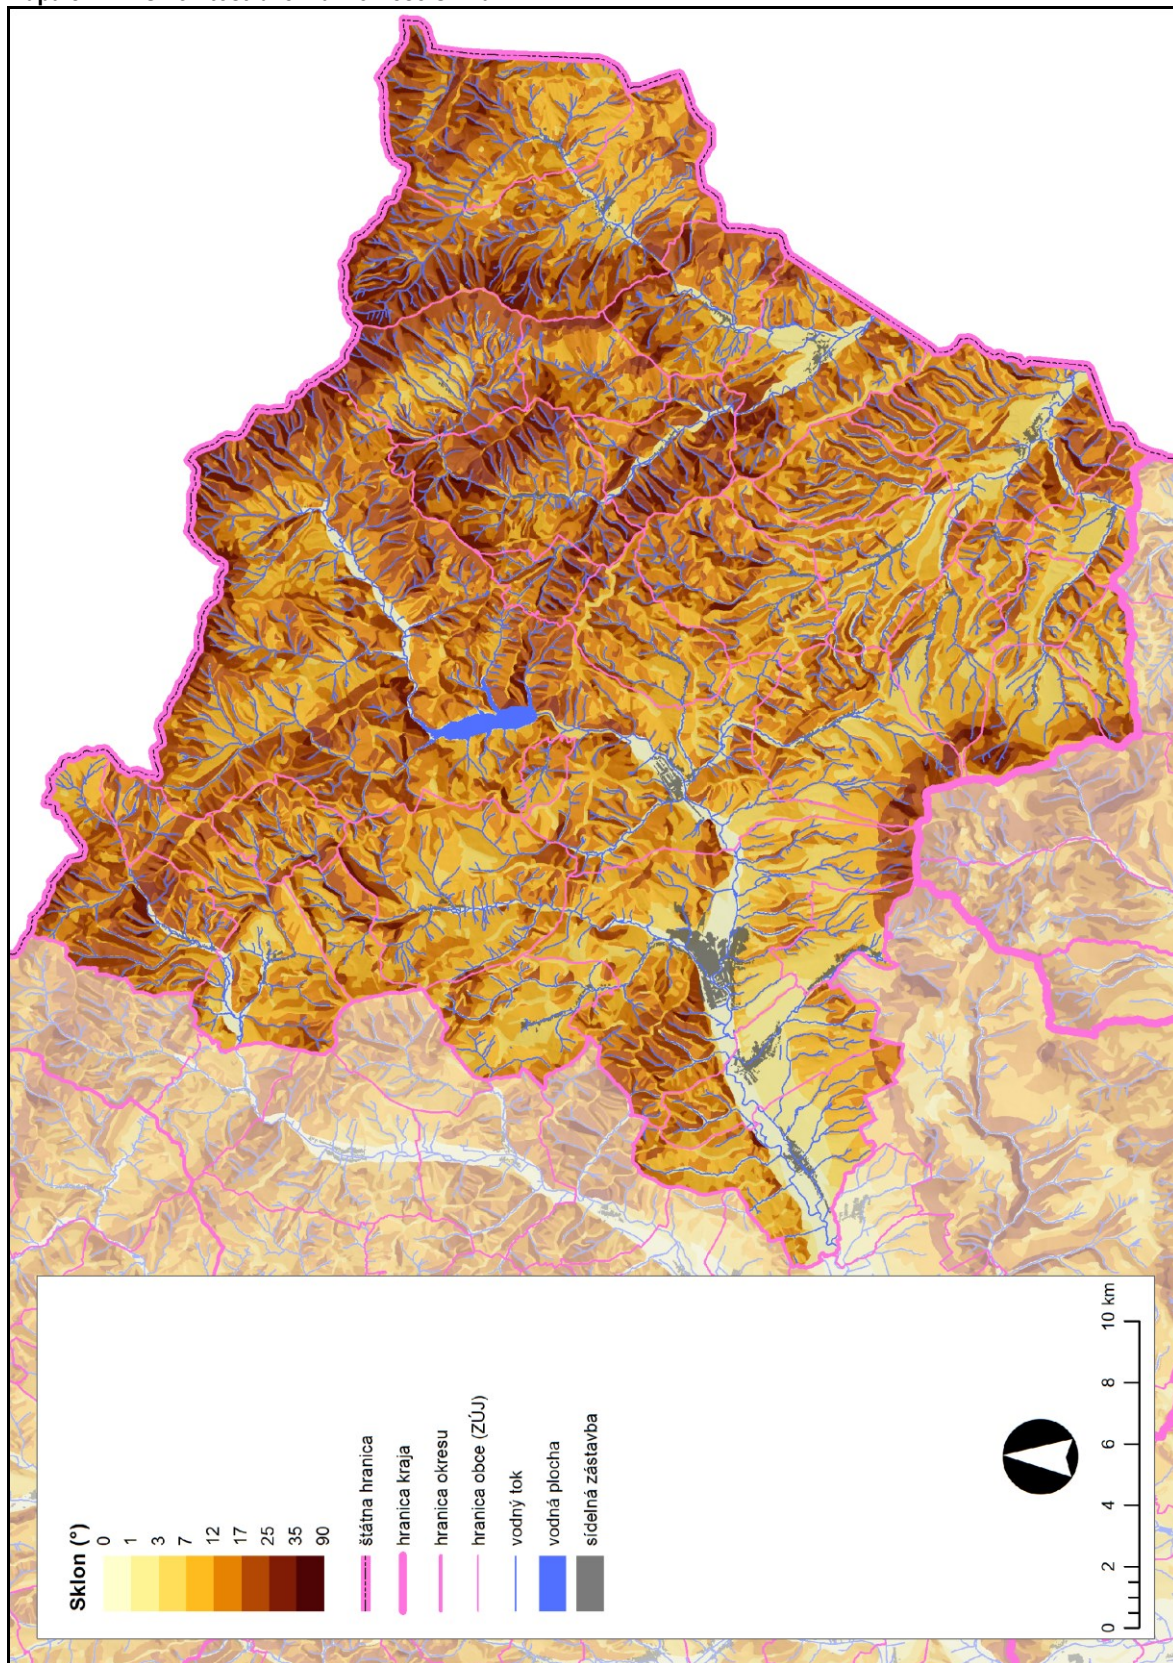 Sklon (°)
0
1
3
7
12
17
25
35
90
štátna hranica
hranica kraja
hranica okresu
hranica obce (ZÚJ)
vodný tok
vodná plocha
sídelná zástavba
0 2 4 6 8 10 km